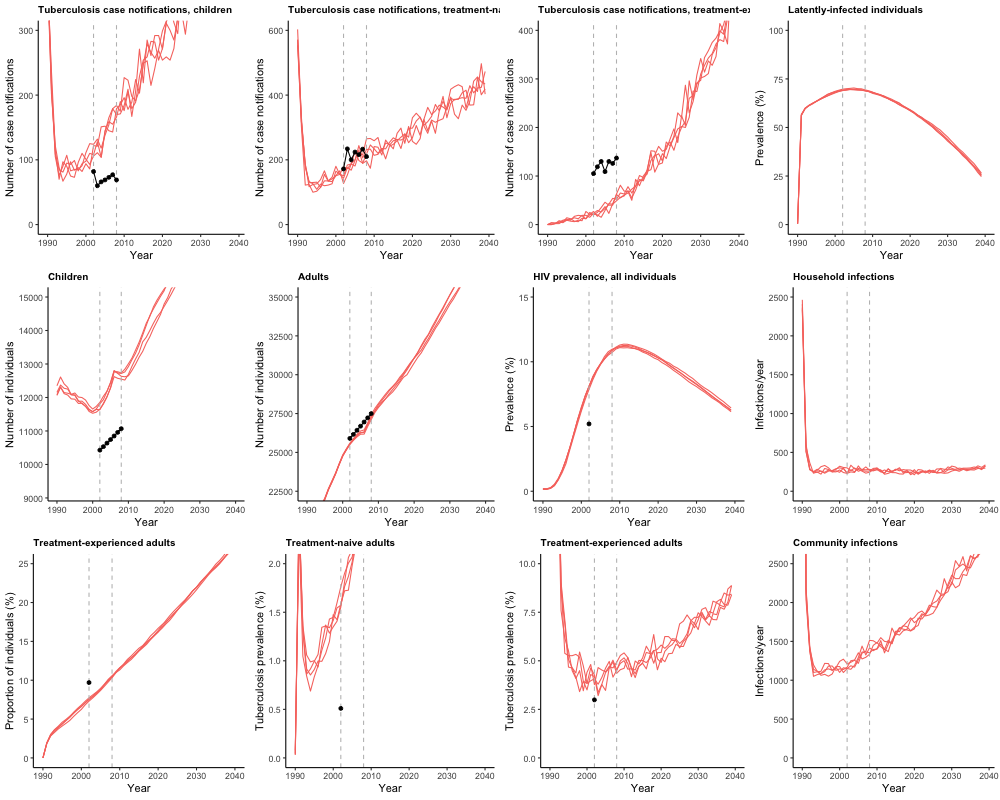 Tuberculosis case notifications, children
Number of case notifications
300
200
100
0
1990 2000 2010 2020 2030 2040
Year
Tuberculosis case notifications, treatment-na
Number of case notifications
600
400
200
0
1990 2000 2010 2020 2030 2040
Year
Tuberculosis case notifications, treatment-ex
Number of case notifications
400
300
200
100
0
1990 2000 2010 2020 2030 2040
Year
Latently-infected individuals
Prevalence (%)
100
75
50
25
0
1990 2000 2010 2020 2030 2040
Year
Children
Number of individuals
15000
14000
13000
12000
11000
10000
9000
1990 2000 2010 2020 2030 2040
Year
Adults
Number of individuals
35000
32500
30000
27500
25000
22500
1990 2000 2010 2020 2030 2040
Year
HIV prevalence, all individuals
Prevalence (%)
15
10
5
0
1990 2000 2010 2020 2030 2040
Year
Household infections
Infections/year
2500
2000
1500
1000
500
0
1990 2000 2010 2020 2030 2040
Year
Treatment-experienced adults
Proportion of individuals (%)
25
20
15
10
5
0
1990 2000 2010 2020 2030 2040
Year
Treatment-naive adults
Tuberculosis prevalence (%)
2.0
1.5
1.0
0.5
0.0
1990 2000 2010 2020 2030 2040
Year
Treatment-experienced adults
Tuberculosis prevalence (%)
10.0
7.5
5.0
2.5
0.0
1990 2000 2010 2020 2030 2040
Year
Community infections
Infections/year
2500
2000
1500
1000
500
0
1990 2000 2010 2020 2030 2040
Year